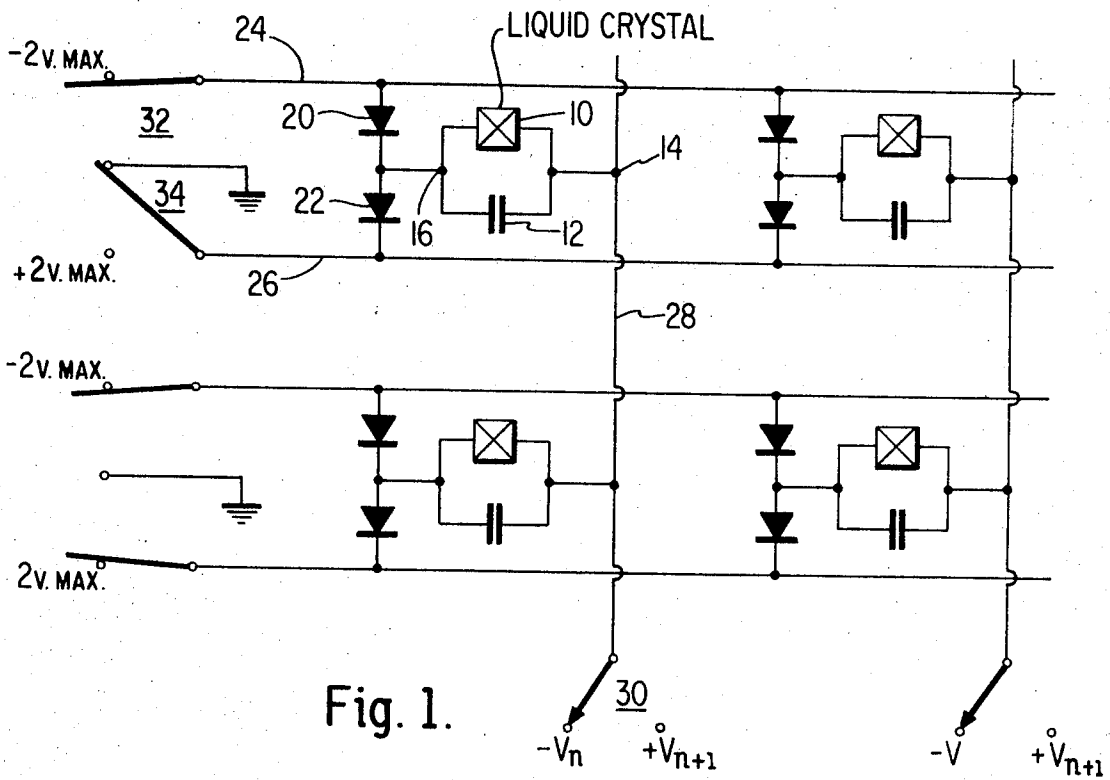 LIQUID CRYSTAL
24
-2V. MAX.
20
10
32
14
34
22
16
12
+2V. MAX.
26
28
-2V. MAX.
2V. MAX.
Fig. 1.
30
-Vn
+Vn+1
-V
+Vn+1